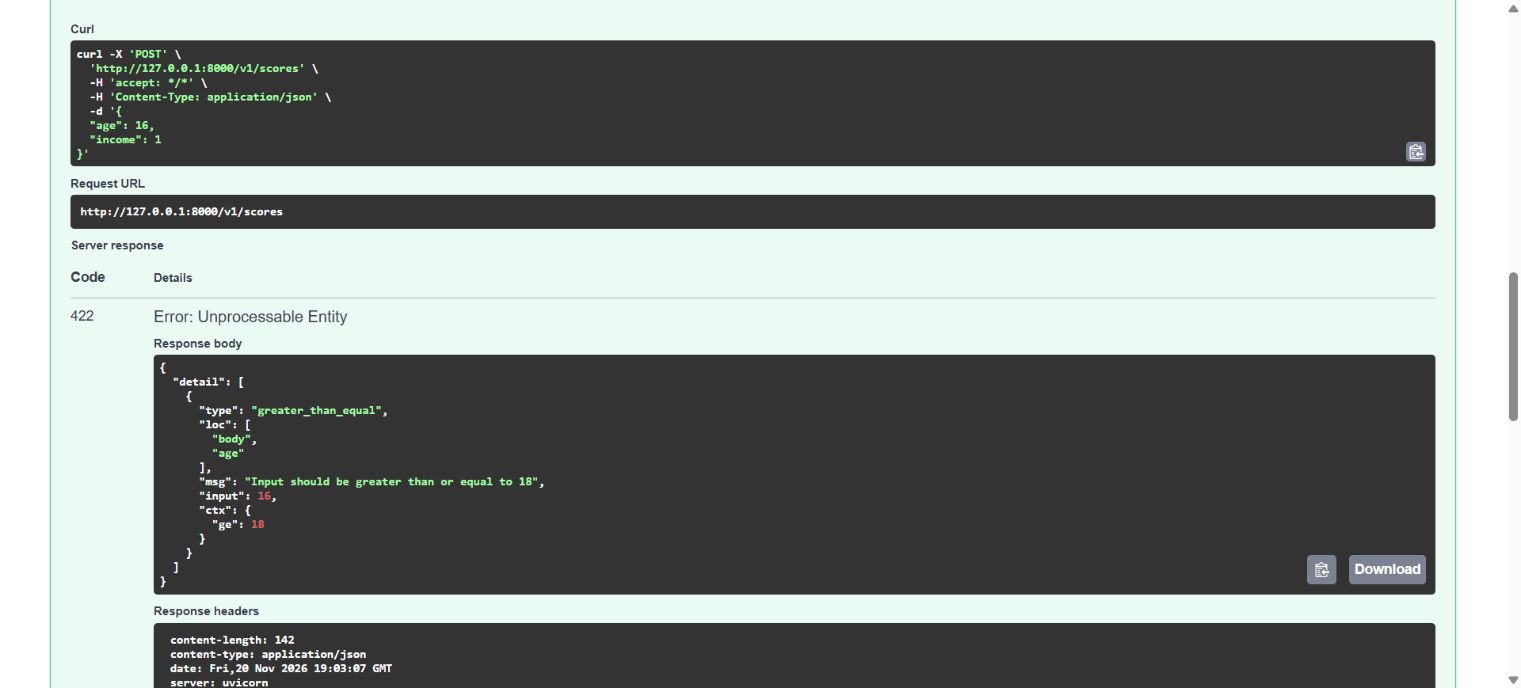 Curl
curl -X 'POST' \
  'http://127.0.0.1:8000/v1/scores' \
  -H 'accept: */*' \
  -H 'Content-Type: application/json' \
  -d '{
  "age": 16,
  "income": 1
}'
Request URL
http://127.0.0.1:8000/v1/scores
Server response
Code Details
422 Error: Unprocessable Entity
Response body
{
  "detail": [
    {
      "type": "greater_than_equal",
      "loc": [
        "body",
        "age"
      ],
      "msg": "Input should be greater than or equal to 18",
      "input": 16,
      "ctx": {
        "ge": 18
      }
    }
  ]
}
Download
Response headers
content-length: 142
content-type: application/json
date: Fri,20 Nov 2026 19:03:07 GMT
server: uvicorn